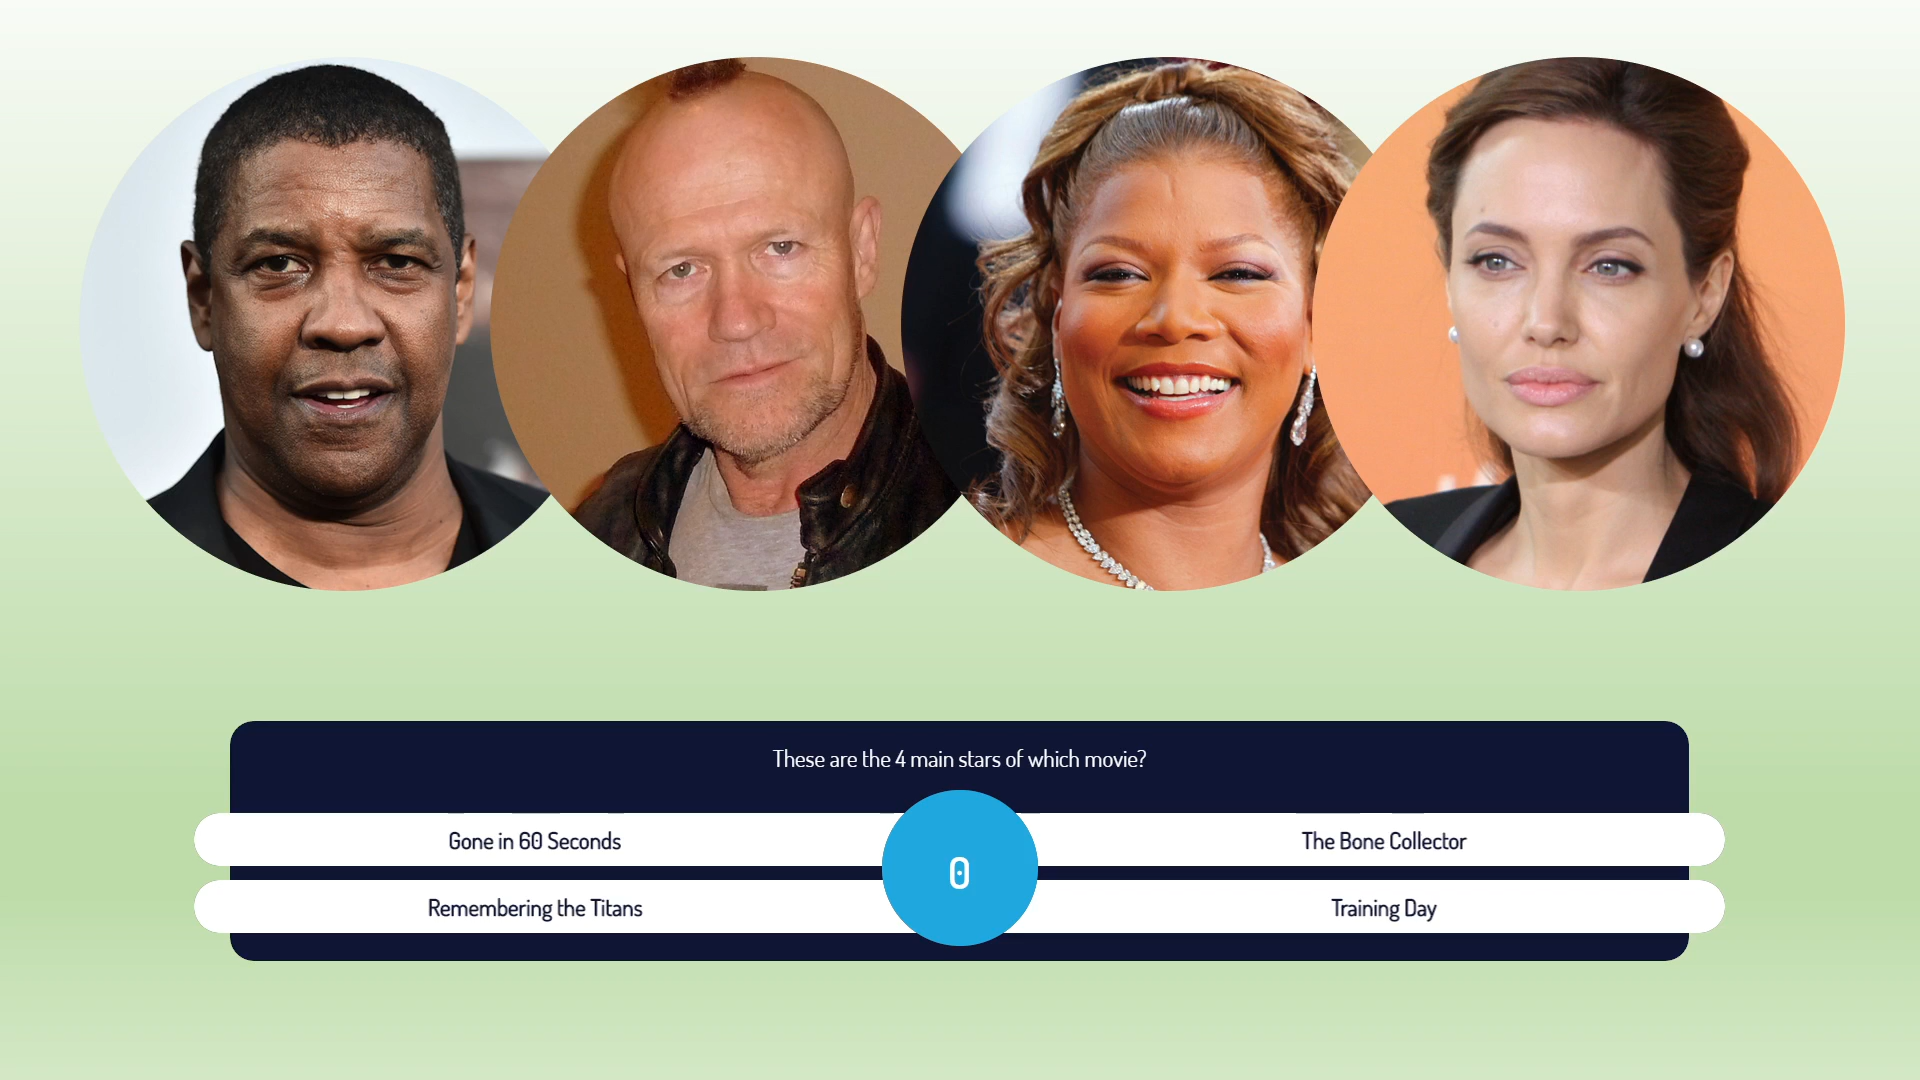 These are the 4 main stars of which movie?
Gone in 60 Seconds
The Bone Collector
0
Remembering the Titans
Training Day